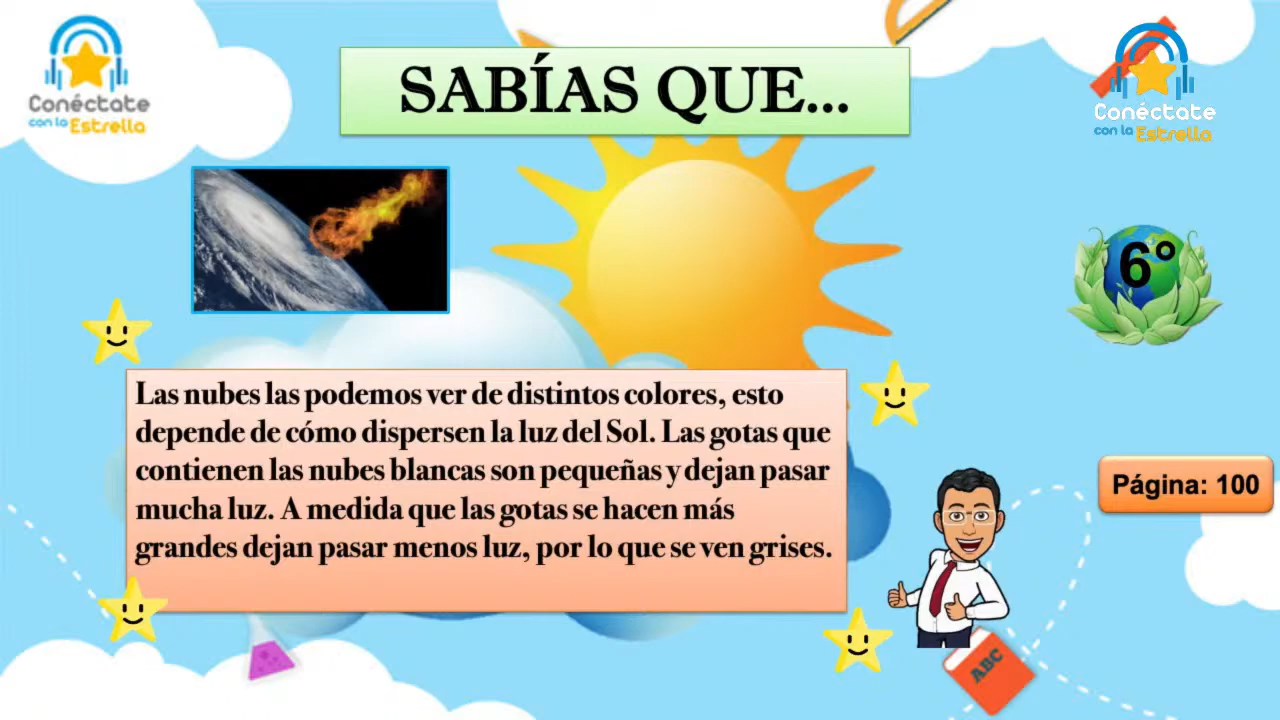 Conéctate
con la Estrella
SABÍAS QUE...
Conéctate
con la Estrella
6°
Las nubes las podemos ver de distintos colores, esto
depende de cómo dispersen la luz del Sol. Las gotas que
contienen las nubes blancas son pequeñas y dejan pasar
mucha luz. A medida que las gotas se hacen más
grandes dejan pasar menos luz, por lo que se ven grises.
Página: 100
ABC